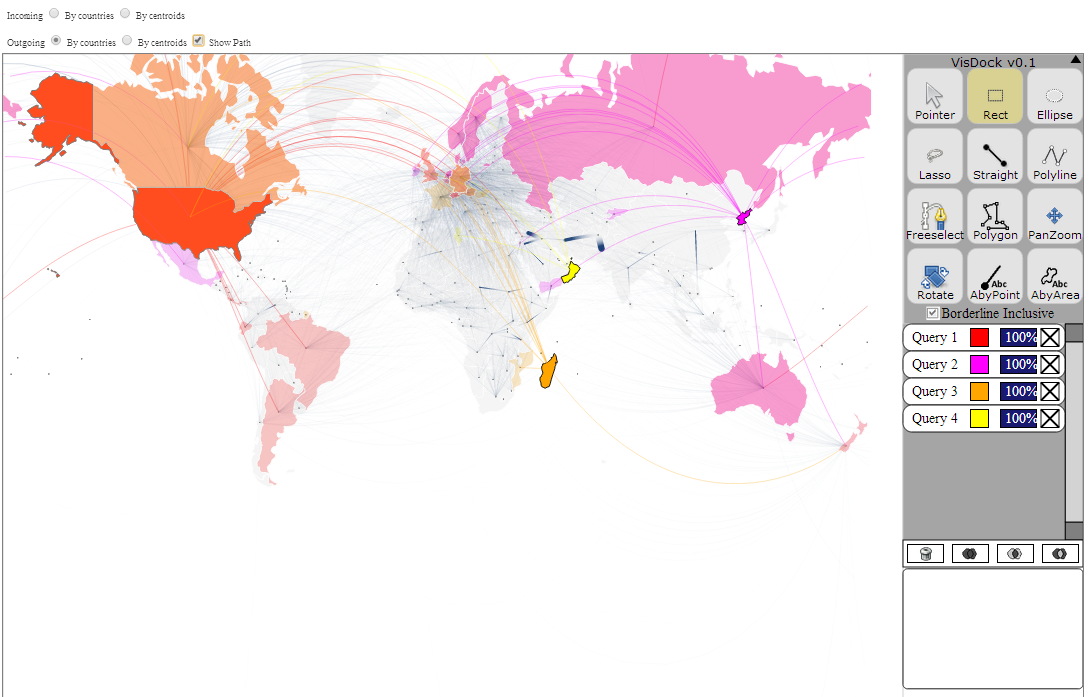 Incoming By countries By centroids
Outgoing By countries By centroids Show Path
VisDock v0.1
Pointer Rect Ellipse
Lasso Straight Polyline
Freeselect Polygon PanZoom
Abc Abc
Rotate AbyPoint AbyArea
Borderline Inclusive
Query 1 100%
Query 2 100%
Query 3 100%
Query 4 100%